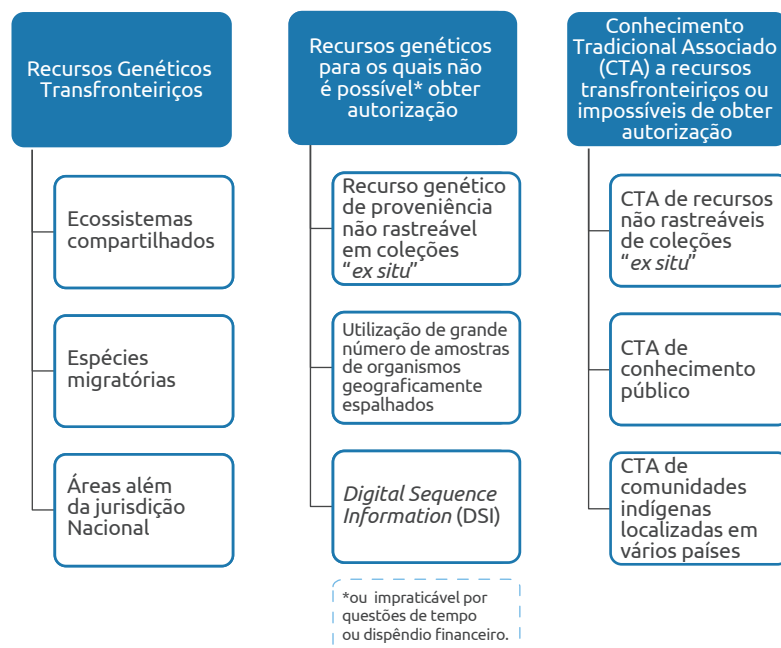 Recursos Genéticos
Transfronteiriços
Ecossistemas
compartilhados
Espécies
migratórias
Áreas além
da jurisdição
Nacional
Recursos genéticos
para os quais não
é possível* obter
autorização
Recurso genético
de proveniência
não rastreável
em coleções
“ex situ”
Utilização de grande
número de amostras
de organismos
geograficamente
espalhados
Digital Sequence
Information (DSI)
*ou impraticável por
questões de tempo
ou dispêndio financeiro.
Conhecimento
Tradicional Associado
(CTA) a recursos
transfronteiriços ou
impossíveis de obter
autorização
CTA de recursos
não rastreáveis
de coleções
“ex situ”
CTA de
conhecimento
público
CTA de
comunidades
indígenas
localizadas em
vários países